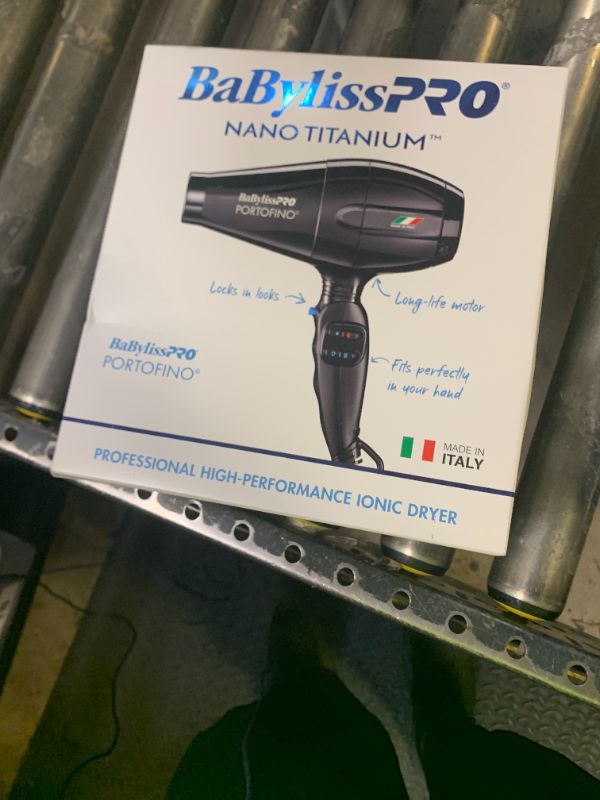 BaBylissPRO®
NANO TITANIUM™
BaBylissPRO
PORTOFINO®
Locks in looks
Long-life motor
BaBylissPRO
PORTOFINO®
Fits perfectly
in your hand
MADE IN
ITALY
PROFESSIONAL HIGH-PERFORMANCE IONIC DRYER